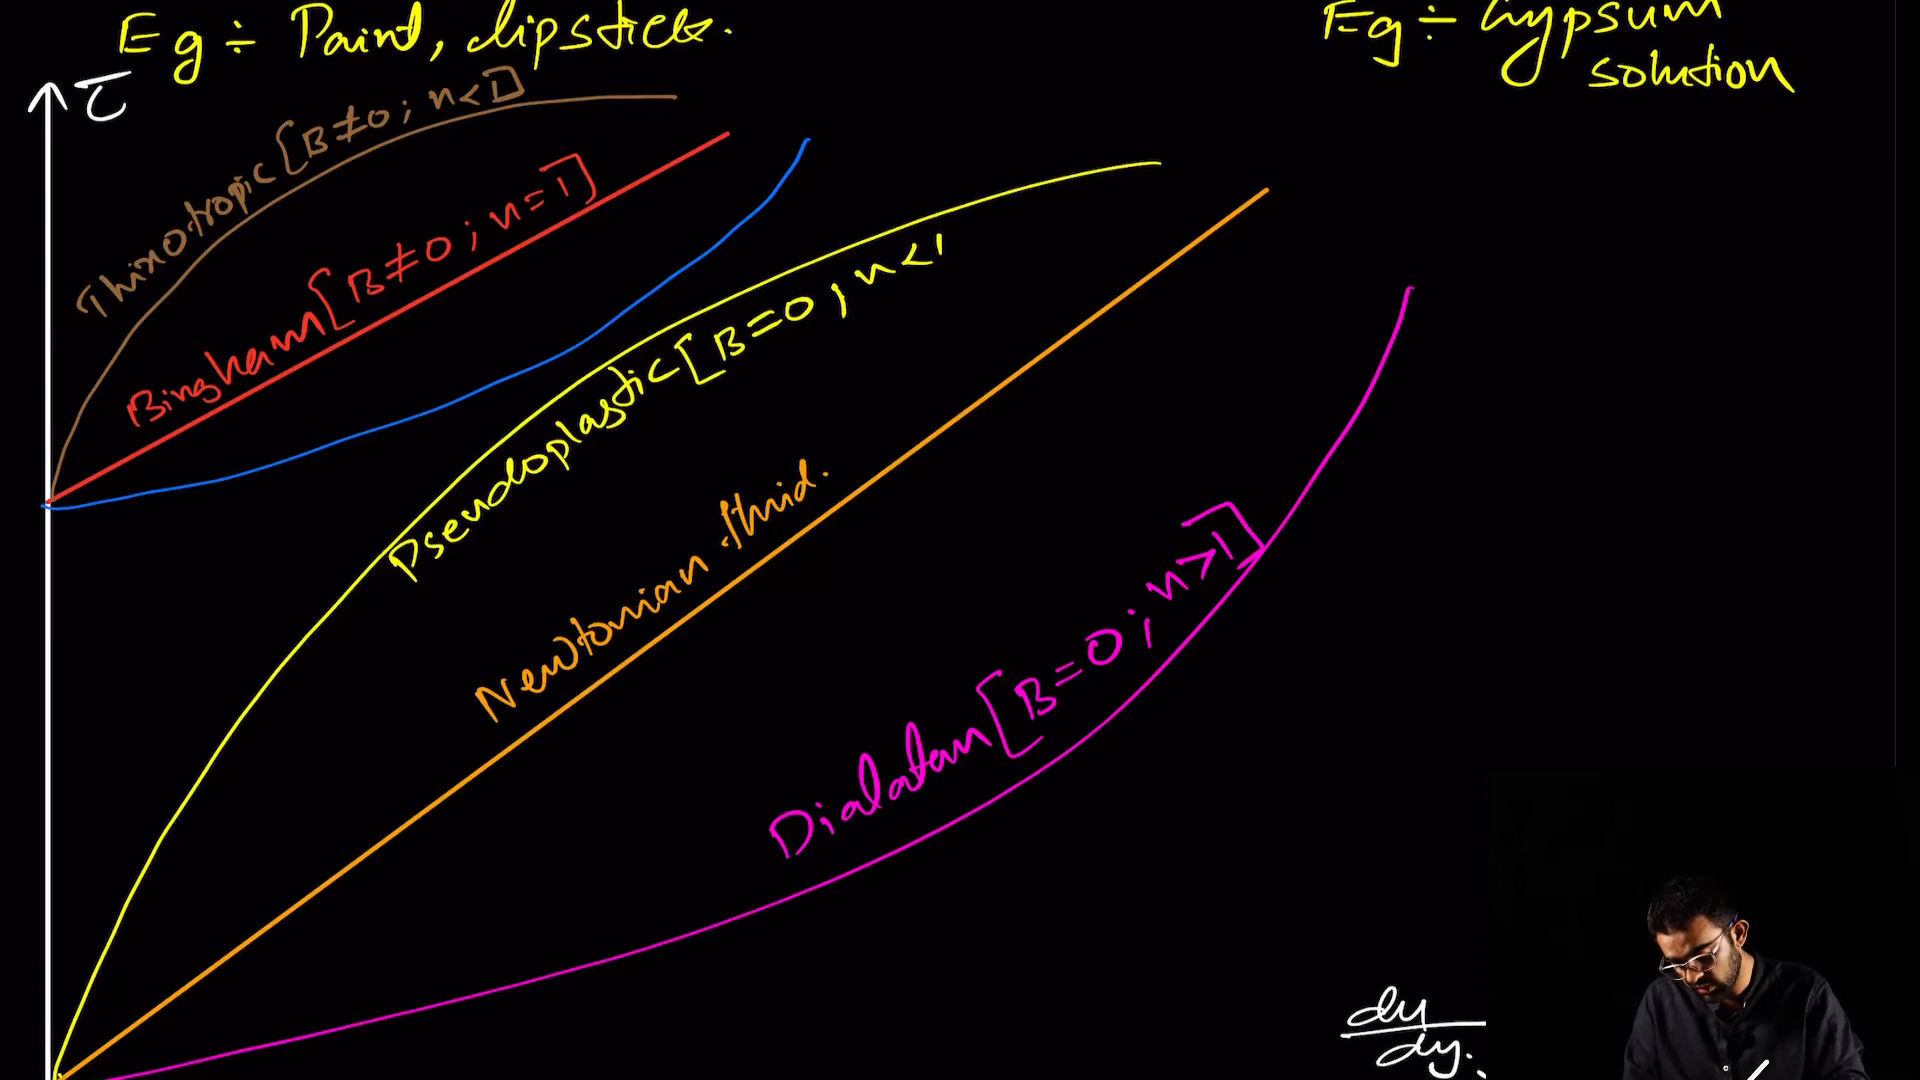 Eg ÷ Paint, lipsticks.
Eg ÷ Gypsum
solution
τ
Thixotropic [B≠0; n<1]
Bingham [B≠0; n=1]
Pseudoplastic [B=0; n<1
Newtonian fluid.
Dialatan [B=0; n>1]
du
dy.